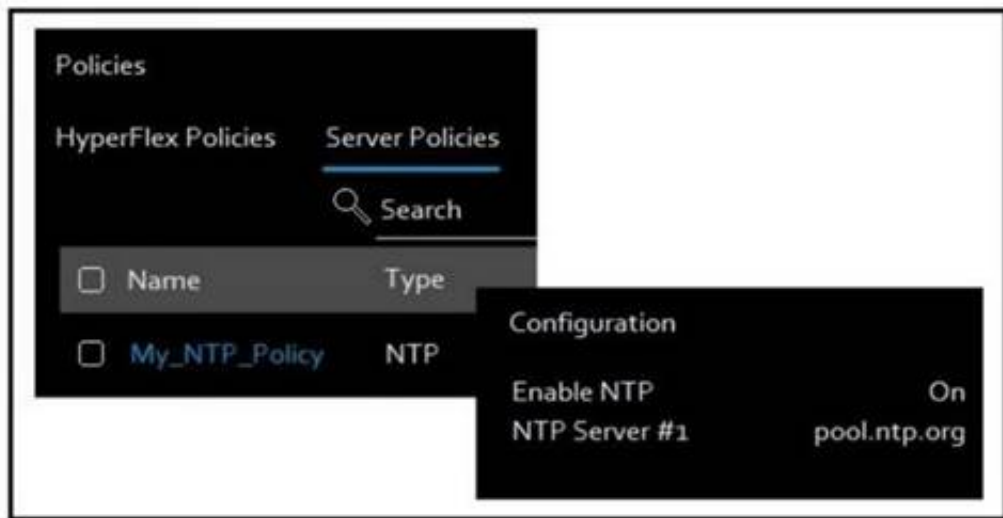 Policies
HyperFlex Policies Server Policies
Search
Name Type
My_NTP_Policy NTP
Configuration
Enable NTP On
NTP Server #1 pool.ntp.org